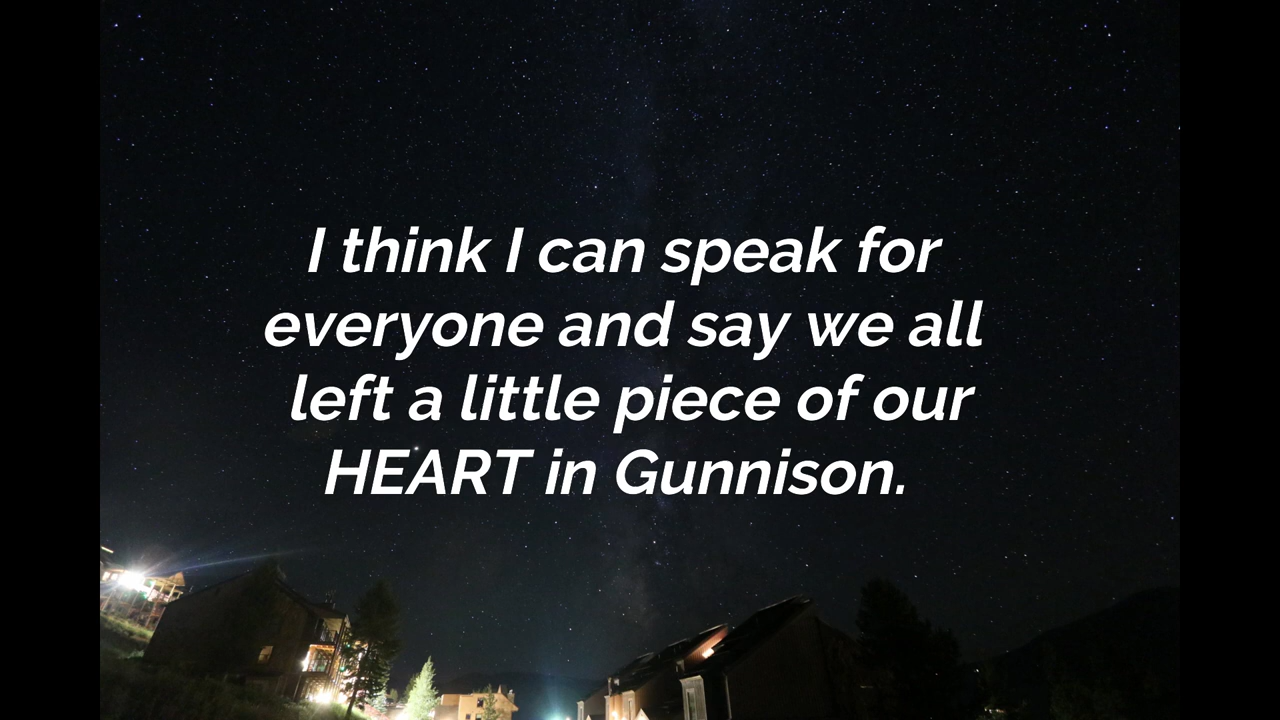 I think I can speak for
everyone and say we all
left a little piece of our
HEART in Gunnison.